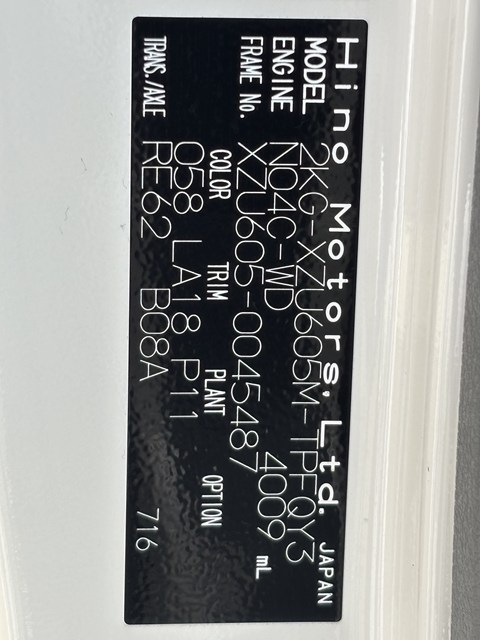 Hino Motors, Ltd. JAPAN
MODEL 2KG-XZU605M-TPFQY3
ENGINE N04C-WD 4009 mL
FRAME No. XZU605-0045487
COLOR TRIM PLANT OPTION
058 LA18 P11
TRANS./AXLE RE62 B08A 716